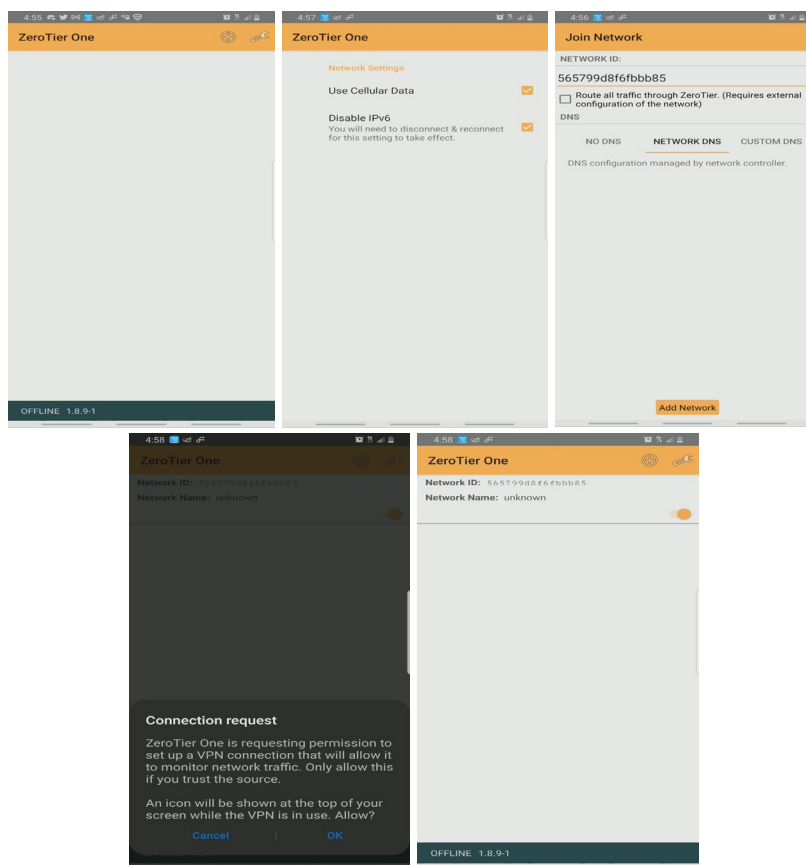 4:55
ZeroTier One
OFFLINE 1.8.9-1
4:57
ZeroTier One
Network Settings
Use Cellular Data
Disable IPv6
You will need to disconnect & reconnect
for this setting to take effect.
4:56
Join Network
NETWORK ID:
565799d8f6fbbb85
Route all traffic through ZeroTier. (Requires external
configuration of the network)
DNS
NO DNS NETWORK DNS CUSTOM DNS
DNS configuration managed by network controller.
Add Network
4:58
ZeroTier One
Network ID: 565799d8f6fbbb85
Network Name: unknown
Connection request
ZeroTier One is requesting permission to
set up a VPN connection that will allow it
to monitor network traffic. Only allow this
if you trust the source.
An icon will be shown at the top of your
screen while the VPN is in use. Allow?
Cancel OK
4:58
ZeroTier One
Network ID: 565799d8f6fbbb85
Network Name: unknown
OFFLINE 1.8.9-1